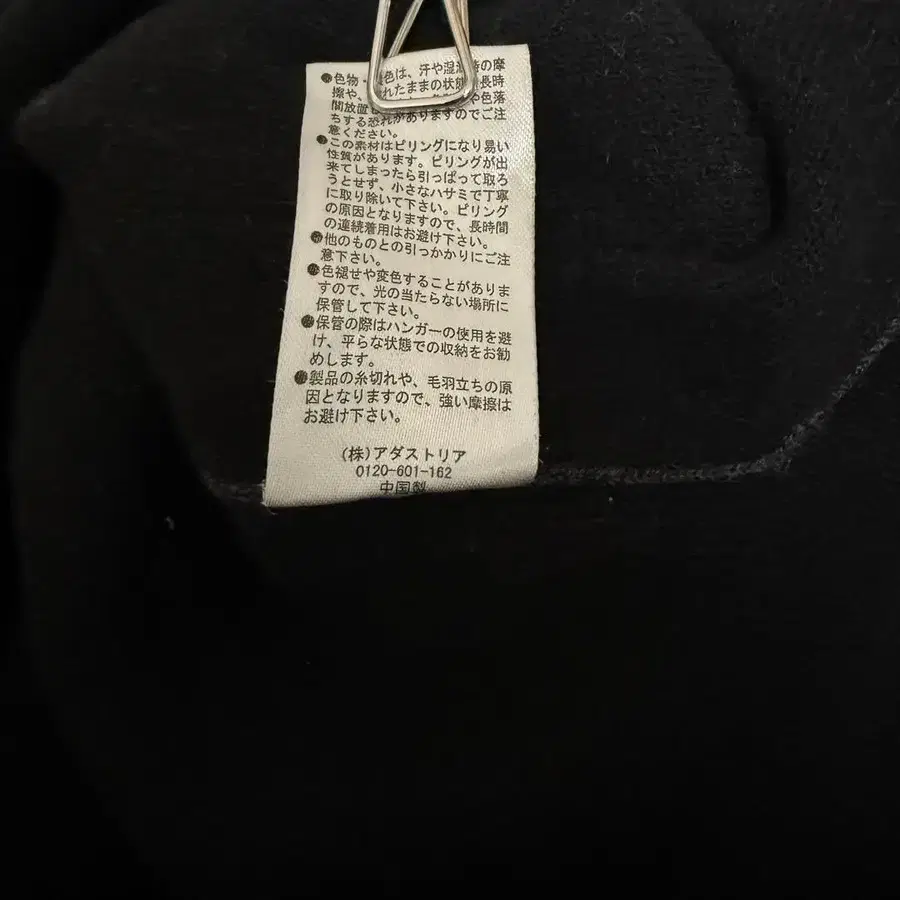 ●色物・ 色は、汗や湿 時の摩
擦や、 れたままの状態 長時
間放置 や色落
ちする恐れがありますのでご注
意ください。
●この素材はピリングになり易い
性質があります。ピリングが出
来てしまったら引っぱって取ろ
うとせず、小さなハサミで丁寧
に取り除いて下さい。ピリング
の原因となりますので、長時間
の連続着用はお避け下さい。
●他のものとの引っかかりにご注
意下さい。
●色褪せや変色することがありま
すので、光の当たらない場所に
保管して下さい。
●保管の際はハンガーの使用を避
け、平らな状態での収納をお勧
めします。
●製品の糸切れや、毛羽立ちの原
因となりますので、強い摩擦は
お避け下さい。
(株)アダストリア
0120-601-162
中国製